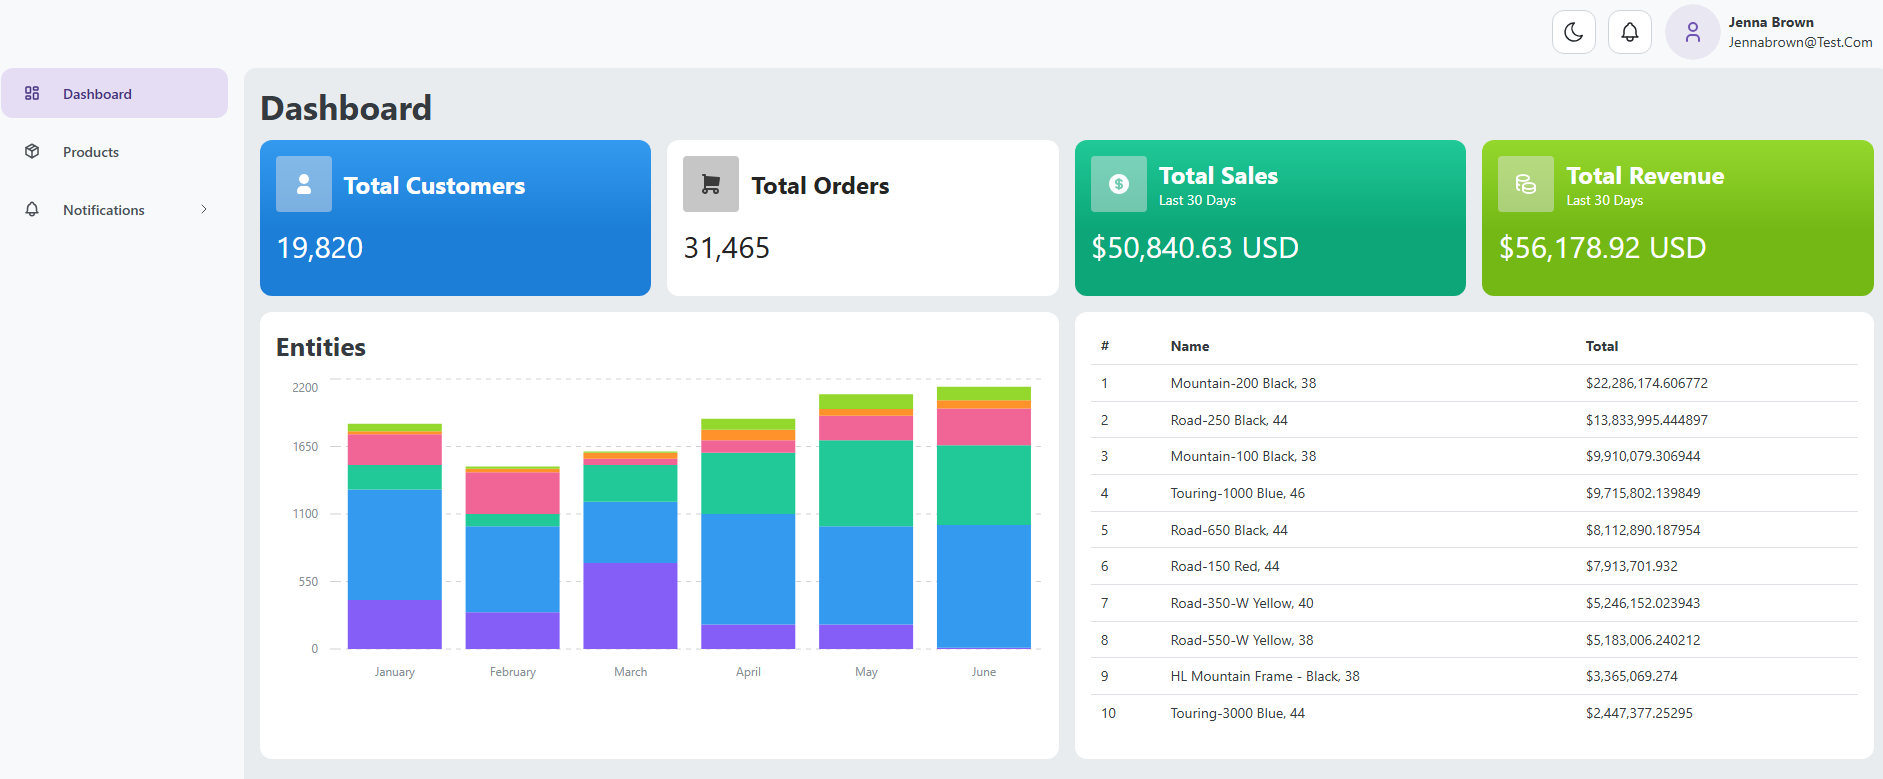 Jenna Brown
Jennabrown@Test.Com
Dashboard
Products
Notifications
Dashboard
Total Customers
19,820
Total Orders
31,465
Total Sales
Last 30 Days
$50,840.63 USD
Total Revenue
Last 30 Days
$56,178.92 USD
Entities
2200
1650
1100
550
0
January February March April May June
# Name Total
1 Mountain-200 Black, 38 $22,286,174.606772
2 Road-250 Black, 44 $13,833,995.444897
3 Mountain-100 Black, 38 $9,910,079.306944
4 Touring-1000 Blue, 46 $9,715,802.139849
5 Road-650 Black, 44 $8,112,890.187954
6 Road-150 Red, 44 $7,913,701.932
7 Road-350-W Yellow, 40 $5,246,152.023943
8 Road-550-W Yellow, 38 $5,183,006.240212
9 HL Mountain Frame - Black, 38 $3,365,069.274
10 Touring-3000 Blue, 44 $2,447,377.25295